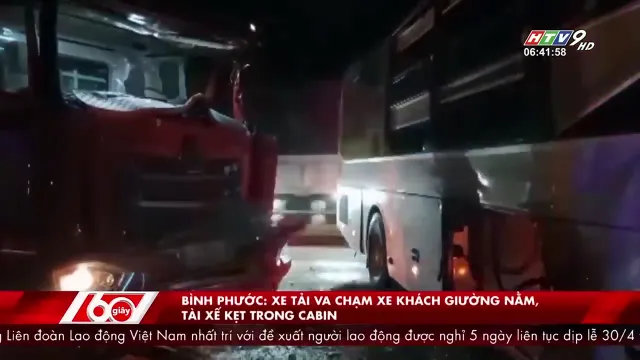 HTV9 HD
06:41:58
60 giây
BÌNH PHƯỚC: XE TẢI VA CHẠM XE KHÁCH GIƯỜNG NẰM,
TÀI XẾ KẸT TRONG CABIN
Liên đoàn Lao động Việt Nam nhất trí với đề xuất người lao động được nghỉ 5 ngày liên tục dịp lễ 30/4